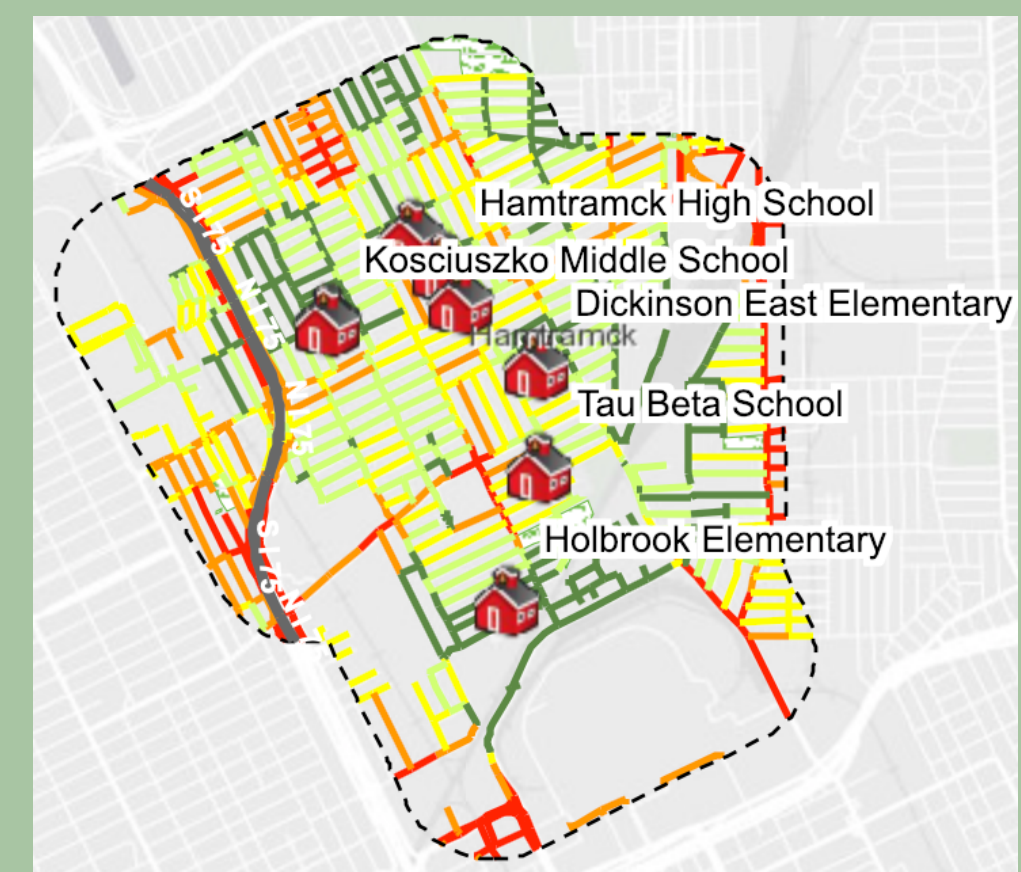 Hamtramck High School
S I 75
Kosciuszko Middle School
N I 75
Dickinson East Elementary
Hamtramck
N I 75
Tau Beta School
S I 75
Holbrook Elementary